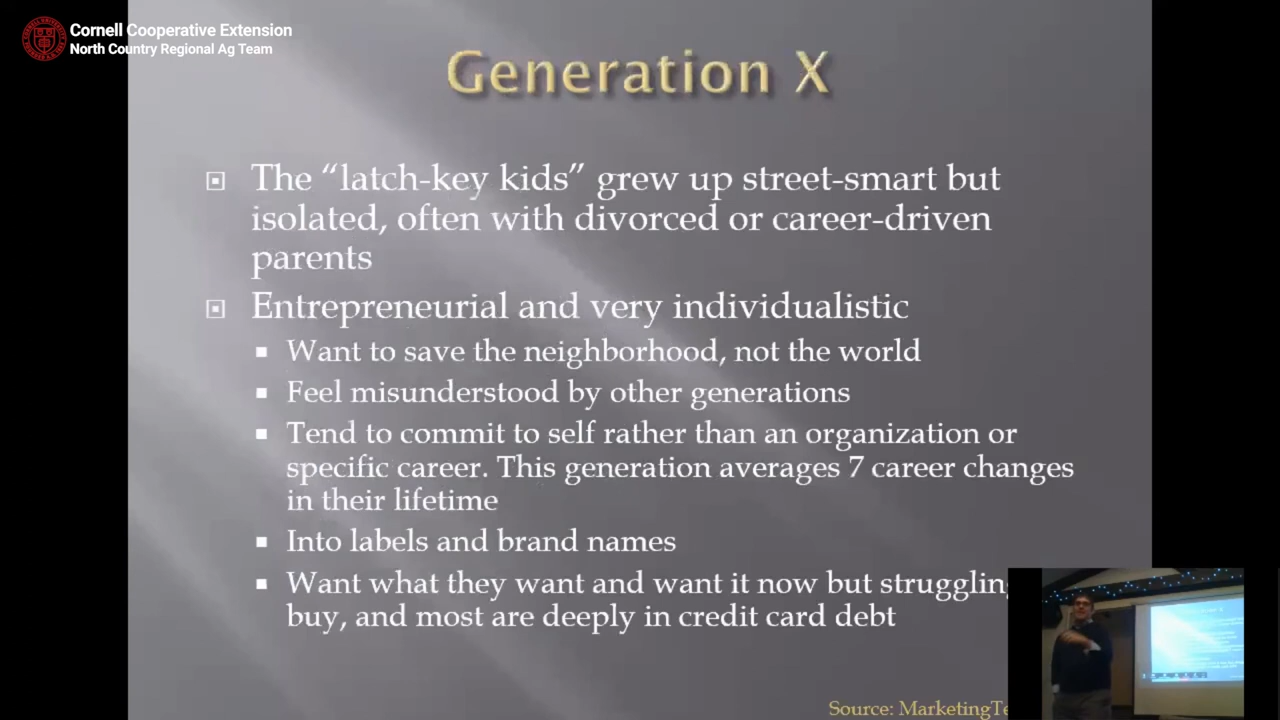 Cornell Cooperative Extension
North Country Regional Ag Team
Generation X
The “latch-key kids” grew up street-smart but
isolated, often with divorced or career-driven
parents
Entrepreneurial and very individualistic
Want to save the neighborhood, not the world
Feel misunderstood by other generations
Tend to commit to self rather than an organization or
specific career. This generation averages 7 career changes
in their lifetime
Into labels and brand names
Want what they want and want it now but
buy, and most are deeply in credit card debt
Source: